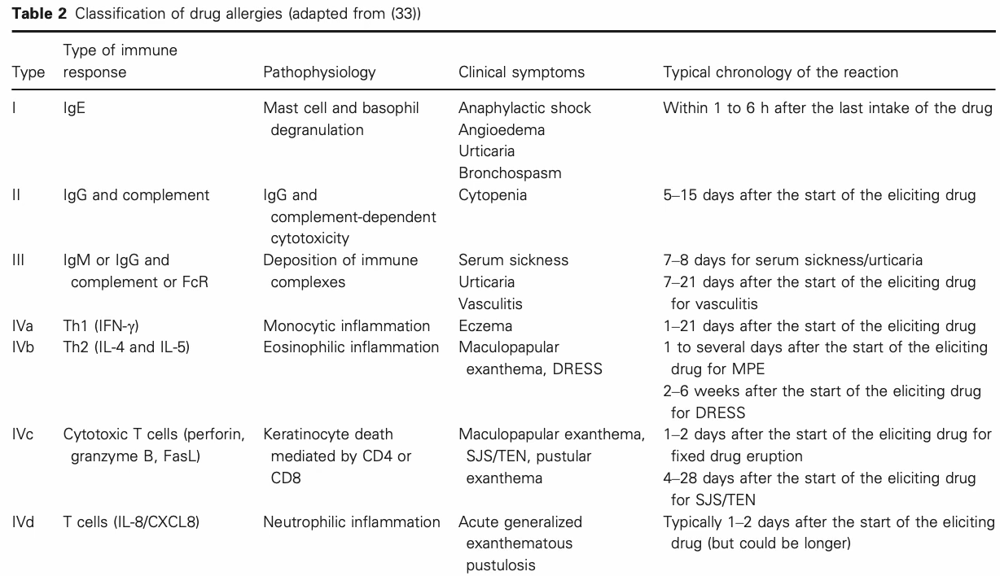 Table 2 Classification of drug allergies (adapted from (33))
Type
Type of immune
response
Pathophysiology
Clinical symptoms
Typical chronology of the reaction
I
IgE
Mast cell and basophil
degranulation
Anaphylactic shock
Angioedema
Urticaria
Bronchospasm
Within 1 to 6 h after the last intake of the drug
II
IgG and complement
IgG and
complement-dependent
cytotoxicity
Cytopenia
5–15 days after the start of the eliciting drug
III
IgM or IgG and
complement or FcR
Deposition of immune
complexes
Serum sickness
Urticaria
Vasculitis
7–8 days for serum sickness/urticaria
7–21 days after the start of the eliciting drug
for vasculitis
IVa
Th1 (IFN-γ)
Monocytic inflammation
Eczema
1–21 days after the start of the eliciting drug
IVb
Th2 (IL-4 and IL-5)
Eosinophilic inflammation
Maculopapular
exanthema, DRESS
1 to several days after the start of the eliciting
drug for MPE
2–6 weeks after the start of the eliciting drug
for DRESS
IVc
Cytotoxic T cells (perforin,
granzyme B, FasL)
Keratinocyte death
mediated by CD4 or
CD8
Maculopapular exanthema,
SJS/TEN, pustular
exanthema
1–2 days after the start of the eliciting drug for
fixed drug eruption
4–28 days after the start of the eliciting drug
for SJS/TEN
IVd
T cells (IL-8/CXCL8)
Neutrophilic inflammation
Acute generalized
exanthematous
pustulosis
Typically 1–2 days after the start of the eliciting
drug (but could be longer)